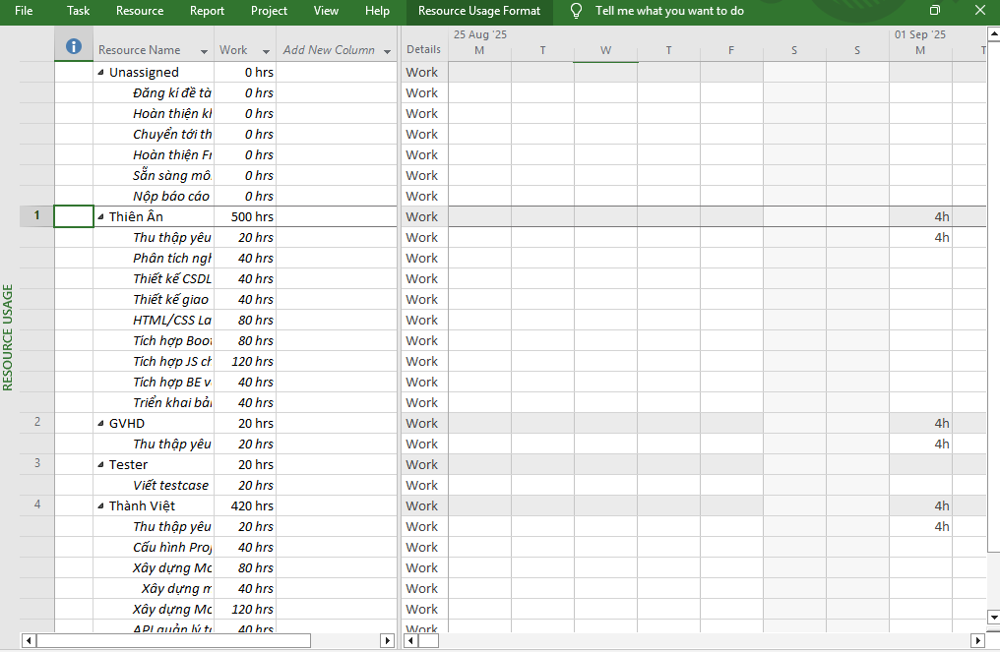 File Task Resource Report Project View Help Resource Usage Format Tell me what you want to do
25 Aug '25 01 Sep '25
Resource Name Work Add New Column Details M T W T F S S M T
Unassigned 0 hrs Work
Đăng kí đề tà 0 hrs Work
Hoàn thiện kl 0 hrs Work
Chuyển tới th 0 hrs Work
Hoàn thiện Fr 0 hrs Work
Sẵn sàng mô 0 hrs Work
Nộp báo cáo 0 hrs Work
1 Thiên Ân 500 hrs Work 4h
Thu thập yêu 20 hrs Work 4h
Phân tích ngh 40 hrs Work
Thiết kế CSDL 40 hrs Work
Thiết kế giao 40 hrs Work
HTML/CSS La 80 hrs Work
Tích hợp Boot 80 hrs Work
Tích hợp JS ch 120 hrs Work
Tích hợp BE v 40 hrs Work
Triển khai bải 40 hrs Work
2 GVHD 20 hrs Work 4h
Thu thập yêu 20 hrs Work 4h
3 Tester 20 hrs Work
Viết testcase 20 hrs Work
4 Thành Việt 420 hrs Work 4h
Thu thập yêu 20 hrs Work 4h
Cấu hình Proj 40 hrs Work
Xây dựng Mo 80 hrs Work
Xây dựng m 40 hrs Work
Xây dựng Mo 120 hrs Work
API quản lý tu 40 hrs Work
RESOURCE USAGE